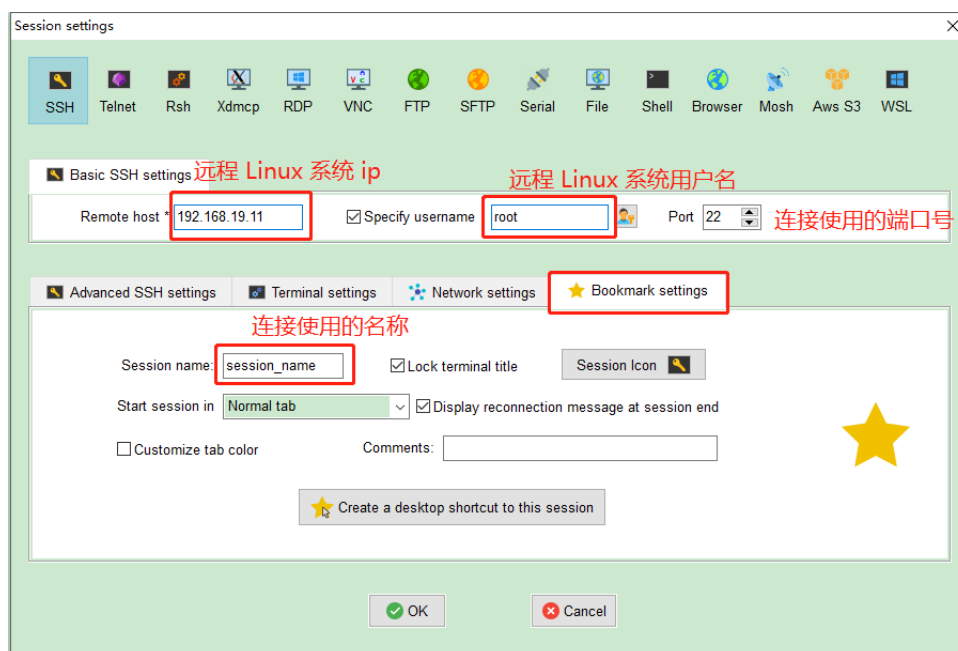 Session settings
SSH Telnet Rsh Xdmcp RDP VNC FTP SFTP Serial File Shell Browser Mosh Aws S3 WSL
Basic SSH settings 远程 Linux 系统 ip
远程 Linux 系统用户名
Remote host * 192.168.19.11 Specify username root Port 22 连接使用的端口号
Advanced SSH settings Terminal settings Network settings Bookmark settings
连接使用的名称
Session name: session_name Lock terminal title Session Icon
Start session in Normal tab Display reconnection message at session end
Customize tab color Comments:
Create a desktop shortcut to this session
OK Cancel